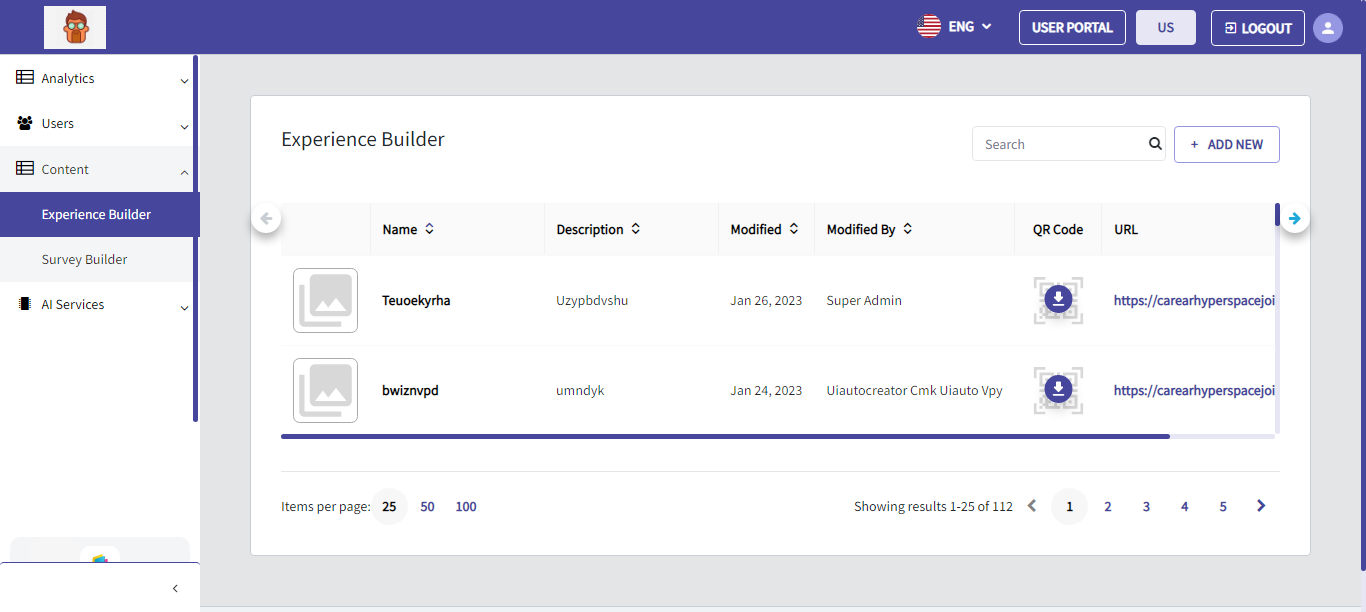 ENG
USER PORTAL
US
LOGOUT
Analytics
Users
Content
Experience Builder
Survey Builder
AI Services
Experience Builder
Search
+ ADD NEW
Name Description Modified Modified By QR Code URL
Teuoekyrha Uzypbdvshu Jan 26, 2023 Super Admin https://carearhyperspacejoi
bwiznvpd umndyk Jan 24, 2023 Uiautocreator Cmk Uiauto Vpy https://carearhyperspacejoi
Items per page: 25 50 100
Showing results 1-25 of 112 1 2 3 4 5